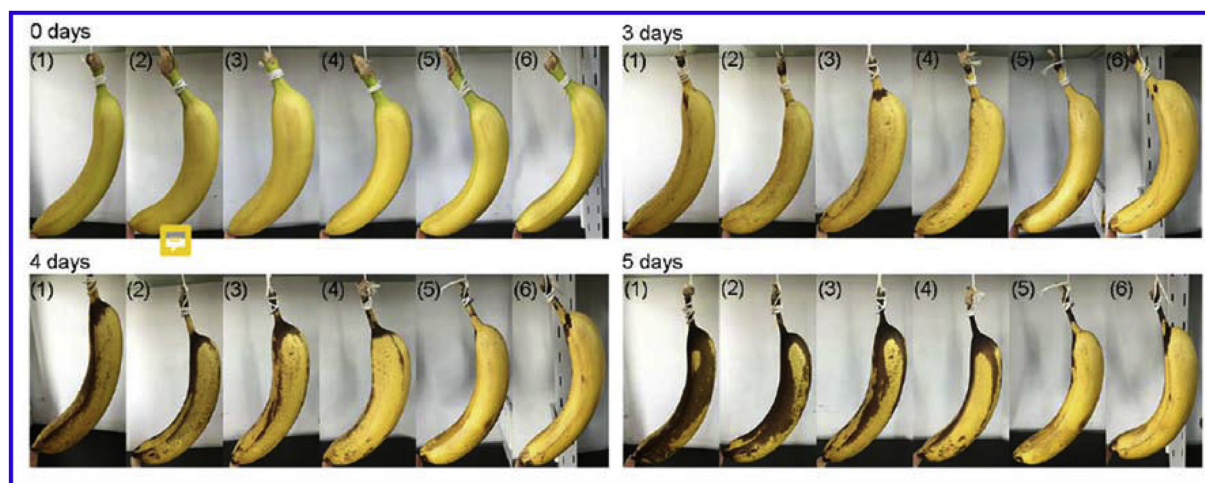 0 days
(1) (2) (3) (4) (5) (6)
3 days
(1) (2) (3) (4) (5) (6)
4 days
(1) (2) (3) (4) (5) (6)
5 days
(1) (2) (3) (4) (5) (6)